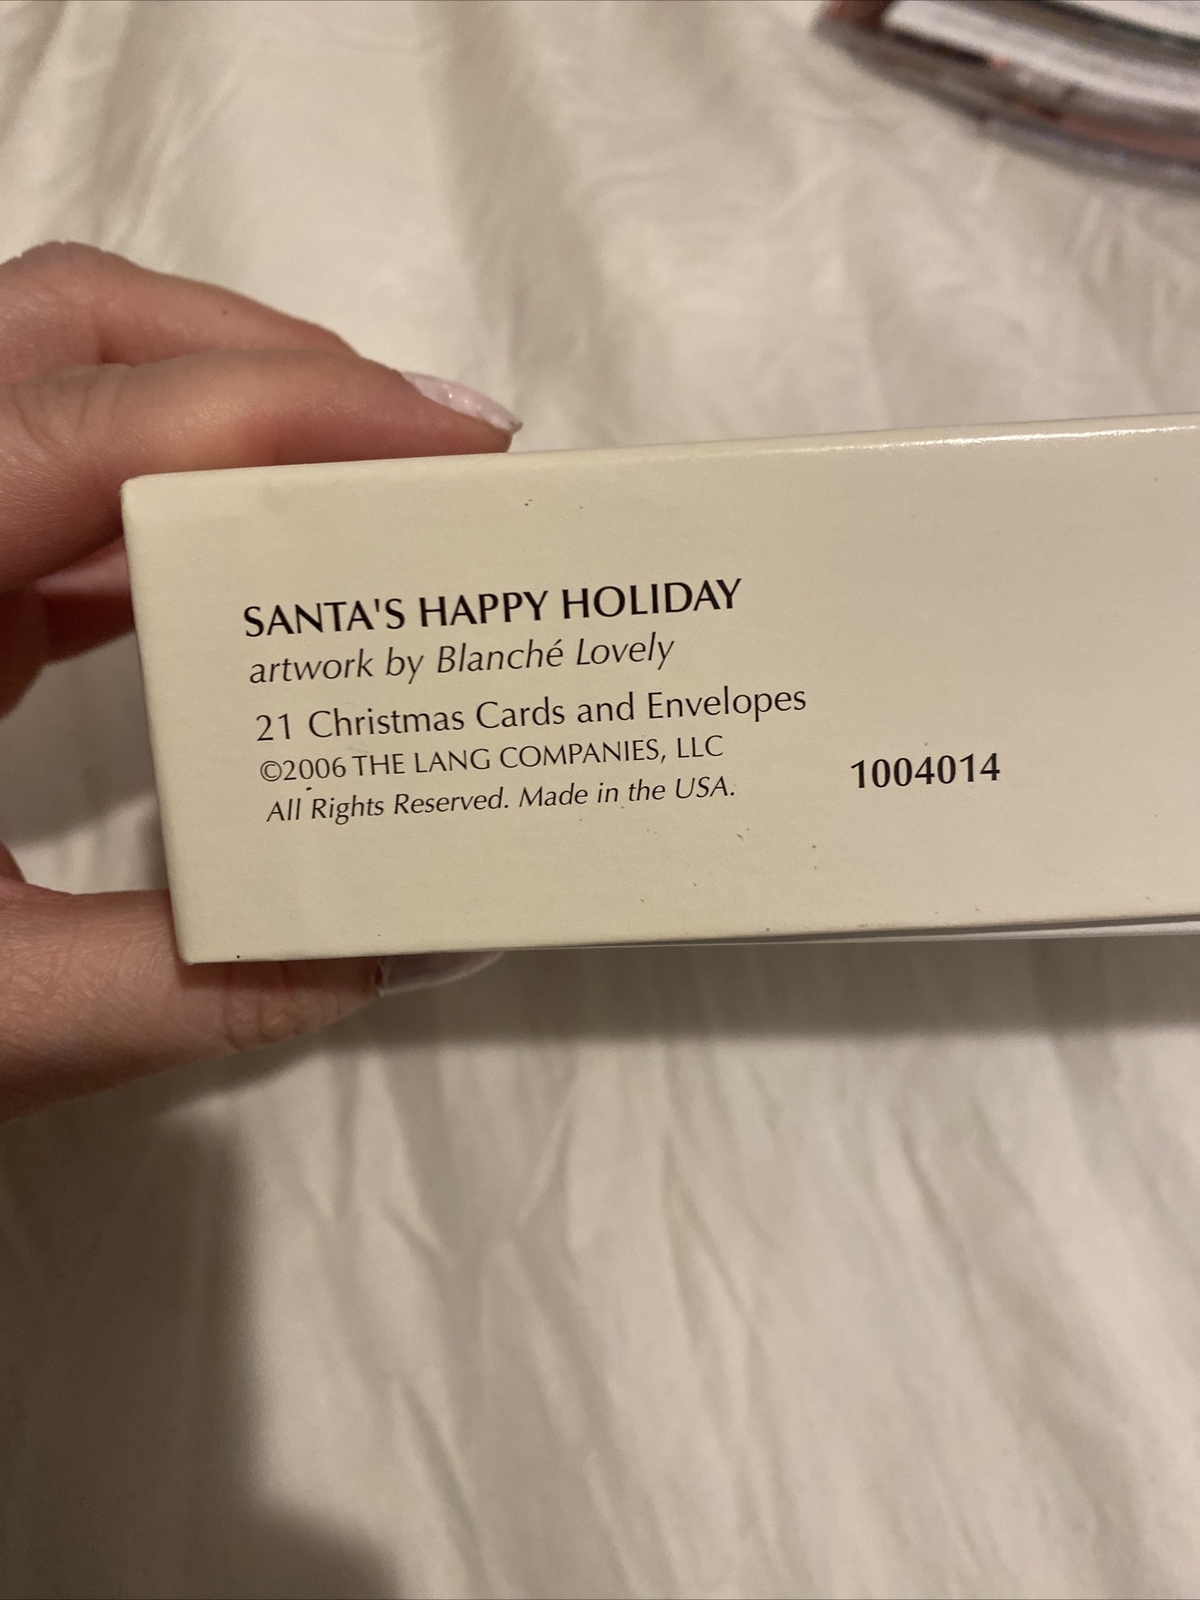 SANTA'S HAPPY HOLIDAY
artwork by Blanché Lovely
21 Christmas Cards and Envelopes
©2006 THE LANG COMPANIES, LLC
All Rights Reserved. Made in the USA.
1004014